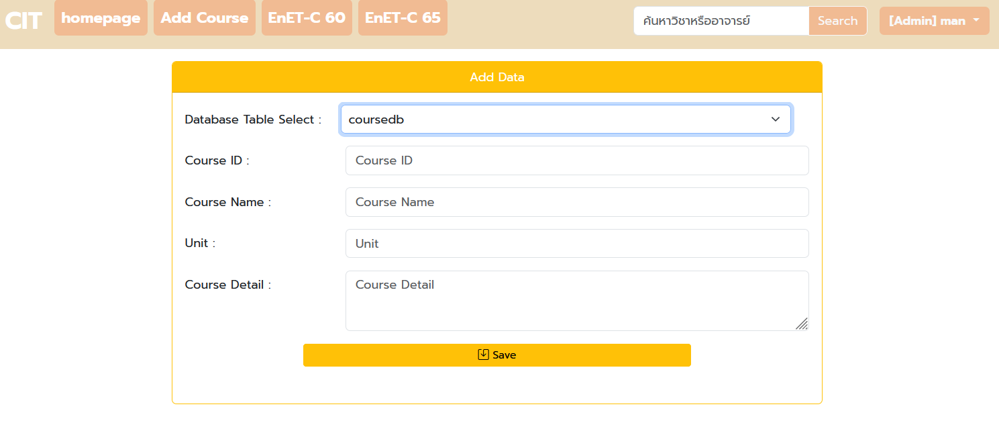 CIT homepage Add Course EnET-C 60 EnET-C 65 ค้นหาวิชาหรืออาจารย์ Search [Admin] man
Add Data
Database Table Select : coursedb
Course ID : Course ID
Course Name : Course Name
Unit : Unit
Course Detail : Course Detail
Save